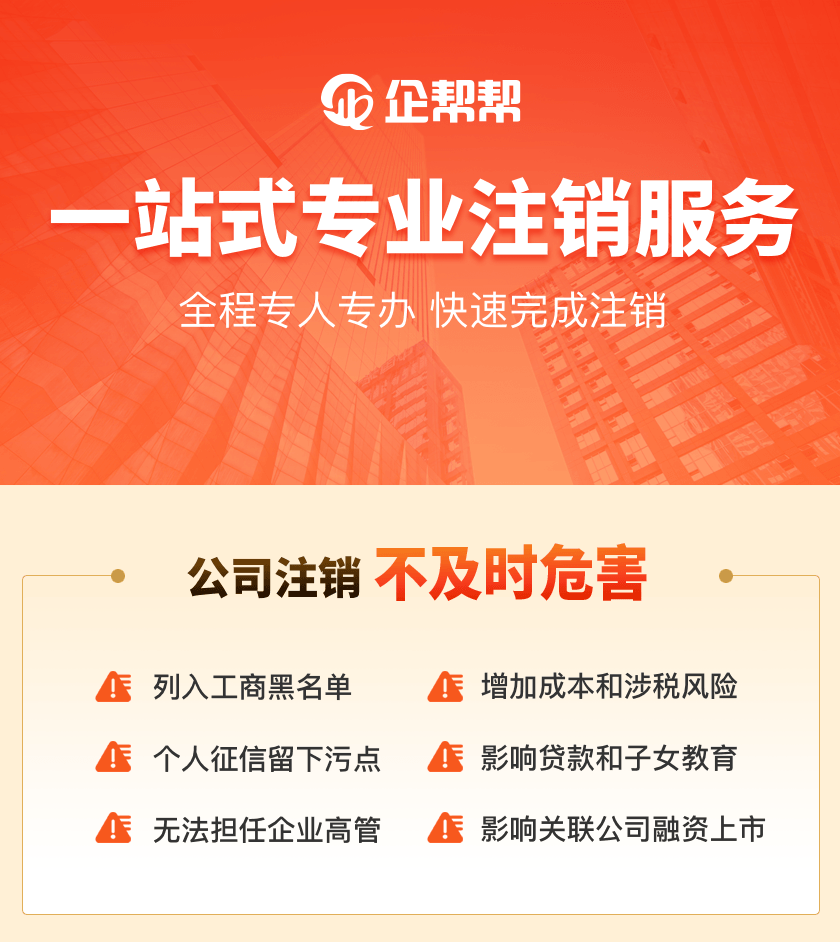 企帮帮
一站式专业注销服务
全程专人专办 快速完成注销
公司注销 不及时危害
列入工商黑名单
增加成本和涉税风险
个人征信留下污点
影响贷款和子女教育
无法担任企业高管
影响关联公司融资上市